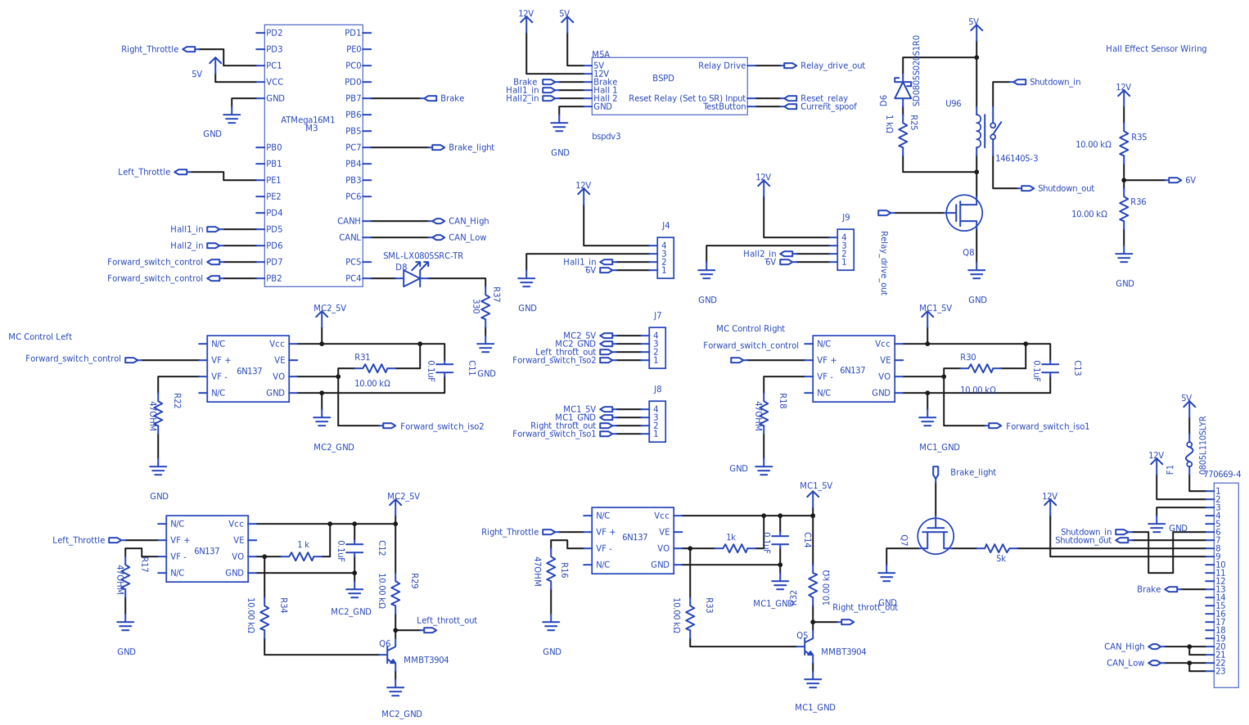 12V
5V
5V
PD2
PD1
Right_Throttle
PD3
PE0
PC1
PC0
5V
VCC
PD0
GND
PB7
Brake
GND
ATMega16M1
M3
PB6
PB5
PB0
PC7
Brake_light
PB1
PB4
Left_Throttle
PE1
PB3
PE2
PC6
PD4
Hall1_in
PD5
CANH
CAN_High
Hall2_in
PD6
CANL
CAN_Low
Forward_switch_control
PD7
PC5
Forward_switch_control
PB2
PC4
SML-LX0805SRC-TR
D8
R37
330
GND
M5A
5V
12V
Brake
Brake
Hall1_in
Hall 1
Hall2_in
Hall 2
GND
GND
BSPD
Relay Drive
Relay_drive_out
Reset Relay (Set to SR) Input
Reset_relay
TestButton
Current_spoof
bspdv3
SD0805S020S1R0
9D
1 kΩ
R25
U96
Shutdown_in
1461405-3
Shutdown_out
Relay_drive_out
Q8
GND
Hall Effect Sensor Wiring
12V
R35
10.00 kΩ
6V
R36
10.00 kΩ
GND
12V
J4
4
3
2
1
Hall1_in
6V
GND
12V
J9
4
3
2
1
Hall2_in
6V
GND
MC Control Left
MC2_5V
Forward_switch_control
N/C
VF +
VF -
N/C
6N137
Vcc
VE
VO
GND
R31
10.00 kΩ
0.1uF
C11
R22
47OHM
GND
MC2_GND
Forward_switch_iso2
J7
MC2_5V
4
MC2_GND
3
Left thrott_out
2
Forward_switch_iso2
1
J8
MC1_5V
4
MC1_GND
3
Right_thrott_out
2
Forward_switch_iso1
1
MC Control Right
MC1_5V
Forward_switch_control
N/C
VF +
VF -
N/C
6N137
Vcc
VE
VO
GND
R30
10.00 kΩ
0.1uF
C13
R18
47OHM
GND
MC1_GND
Forward_switch_iso1
MC2_5V
Left_Throttle
N/C
VF +
VF -
N/C
6N137
Vcc
VE
VO
GND
1 k
0.1uF
C12
R29
10.00 kΩ
R17
47OHM
GND
MC2_GND
R34
10.00 kΩ
Left_thrott_out
Q6
MMBT3904
MC2_GND
MC1_5V
Right_Throttle
N/C
VF +
VF -
N/C
6N137
Vcc
VE
VO
GND
1k
0.1uF
C14
R32
10.00 kΩ
R16
47OHM
GND
MC1_GND
R33
10.00 kΩ
Right_thrott_out
Q5
MMBT3904
MC1_GND
Brake_light
Q7
GND
5k
12V
5V
0805L110SLYR
F1
12V
GND
770669-4
Shutdown_in
Shutdown_out
Brake
CAN_High
CAN_Low
1
2
3
4
5
6
7
8
9
10
11
12
13
14
15
16
17
18
19
20
21
22
23